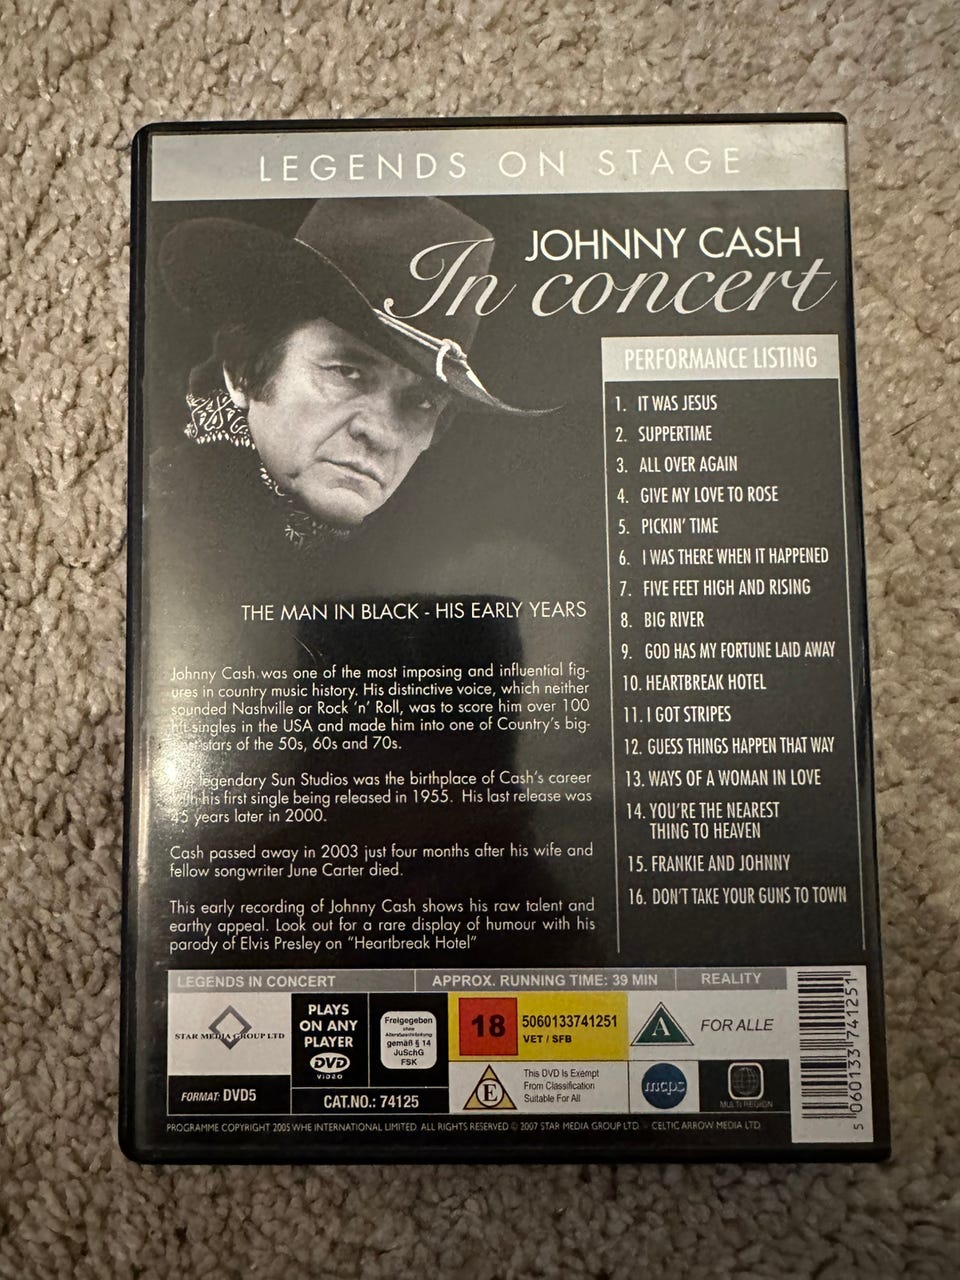 LEGENDS ON STAGE
JOHNNY CASH
In concert
PERFORMANCE LISTING
1. IT WAS JESUS
2. SUPPERTIME
3. ALL OVER AGAIN
4. GIVE MY LOVE TO ROSE
5. PICKIN' TIME
6. I WAS THERE WHEN IT HAPPENED
7. FIVE FEET HIGH AND RISING
8. BIG RIVER
9. GOD HAS MY FORTUNE LAID AWAY
10. HEARTBREAK HOTEL
11. I GOT STRIPES
12. GUESS THINGS HAPPEN THAT WAY
13. WAYS OF A WOMAN IN LOVE
14. YOU'RE THE NEAREST
THING TO HEAVEN
15. FRANKIE AND JOHNNY
16. DON'T TAKE YOUR GUNS TO TOWN
THE MAN IN BLACK - HIS EARLY YEARS
Johnny Cash was one of the most imposing and influential fig-
ures in country music history. His distinctive voice, which neither
sounded Nashville or Rock 'n' Roll, was to score him over 100
hit singles in the USA and made him into one of Country's big-
gest stars of the 50s, 60s and 70s.
The legendary Sun Studios was the birthplace of Cash's career
with his first single being released in 1955. His last release was
45 years later in 2000.
Cash passed away in 2003 just four months after his wife and
fellow songwriter June Carter died.
This early recording of Johnny Cash shows his raw talent and
earthy appeal. Look out for a rare display of humour with his
parody of Elvis Presley on "Heartbreak Hotel"
LEGENDS IN CONCERT
APPROX. RUNNING TIME: 39 MIN
REALITY
STAR MEDIA GROUP LTD
FORMAT: DVD5
PLAYS
ON ANY
PLAYER
DVD
VIDEO
CAT.NO.: 74125
Freigegeben
ohne
Altersbeschränkung
gemäß § 14
JuSchG
FSK
18
5060133741251
VET / SFB
E
This DVD Is Exempt
From Classification
Suitable For All
A
FOR ALLE
mcps
MULTI REGION
5 060133 741251
PROGRAMME COPYRIGHT 2005 WHE INTERNATIONAL LIMITED. ALL RIGHTS RESERVED © 2007 STAR MEDIA GROUP LTD. - CELTIC ARROW MEDIA LTD.